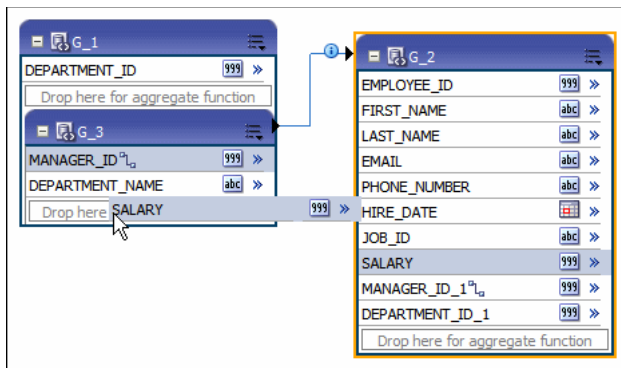 G_1
DEPARTMENT_ID 999
Drop here for aggregate function
G_3
MANAGER_ID 999
DEPARTMENT_NAME abc
Drop here
SALARY 999
G_2
EMPLOYEE_ID 999
FIRST_NAME abc
LAST_NAME abc
EMAIL abc
PHONE_NUMBER abc
HIRE_DATE
JOB_ID abc
SALARY 999
MANAGER_ID_1 999
DEPARTMENT_ID_1 999
Drop here for aggregate function